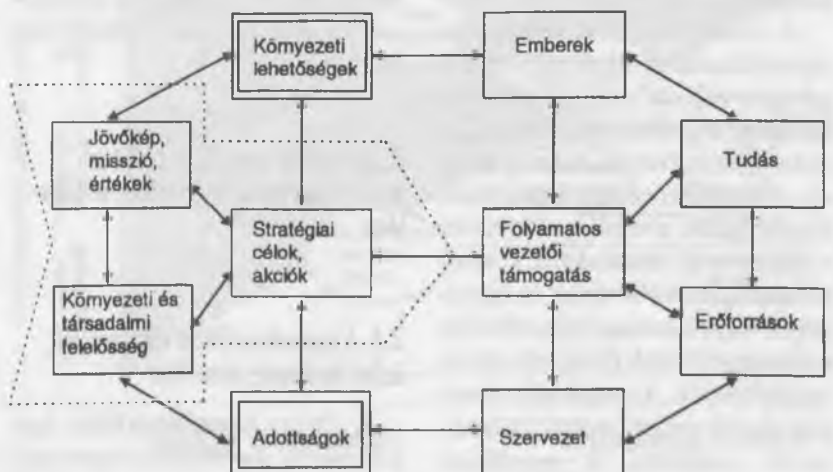 Környezeti
lehetőségek
Emberek
Jövőkép,
misszió,
értékek
Tudás
Stratégiai
célok,
akciók
Folyamatos
vezetői
támogatás
Környezeti és
társadalmi
felelősség
Erőforrások
Adottságok
Szervezet